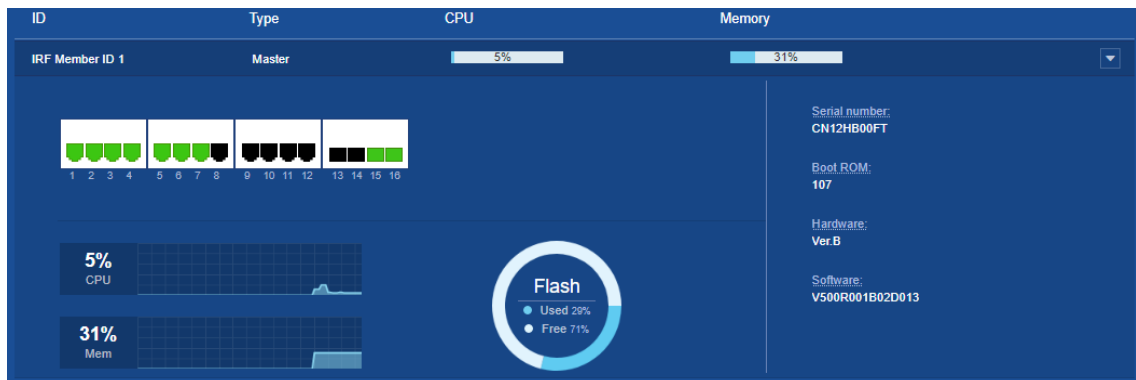 ID Type CPU Memory
IRF Member ID 1 Master 5% 31%
Serial number:
CN12HB00FT
Boot ROM:
107
Hardware:
Ver.B
Software:
V500R001B02D013
1 2 3 4 5 6 7 8 9 10 11 12 13 14 15 16
5%
CPU
31%
Mem
Flash
Used 29%
Free 71%